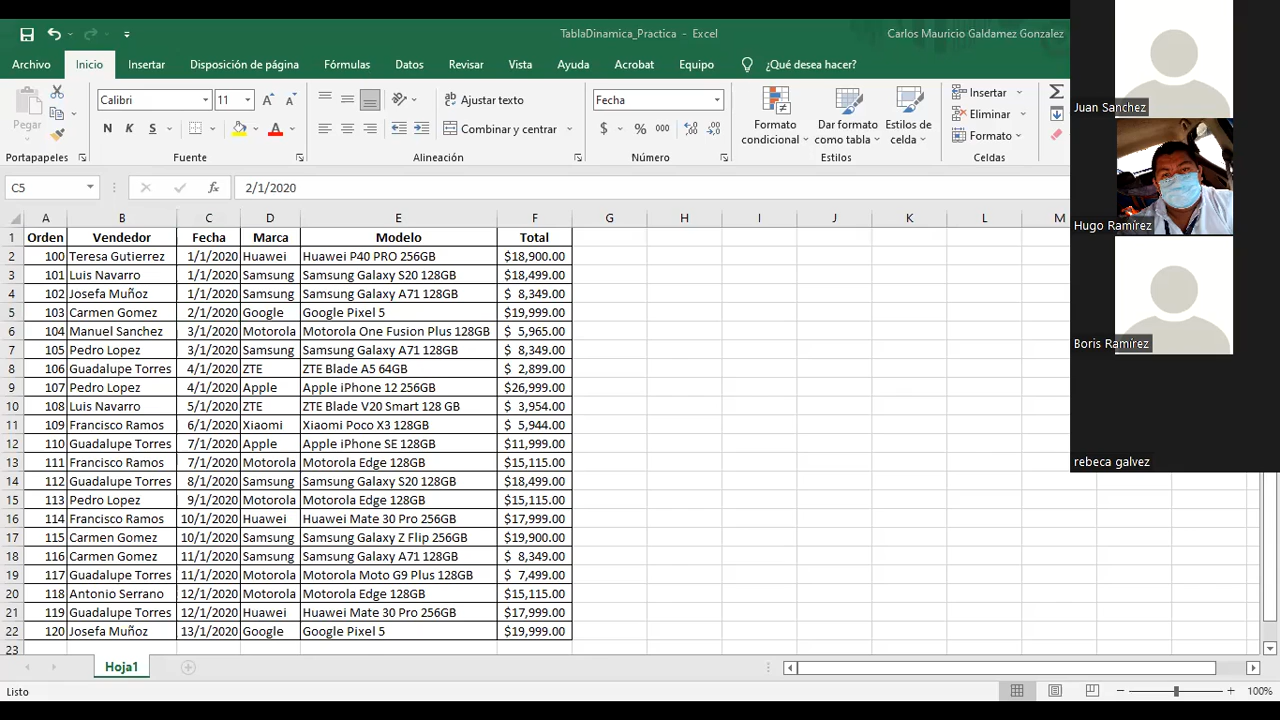 TablaDinamica_Practica - Excel
Carlos Mauricio Galdamez Gonzalez
Archivo Inicio Insertar Disposición de página Fórmulas Datos Revisar Vista Ayuda Acrobat Equipo ¿Qué desea hacer?
Pegar
Calibri 11 A A
N K S A
Ajustar texto
Combinar y centrar
Fecha
$ % 000
Formato condicional
Dar formato como tabla
Estilos de celda
Insertar
Eliminar
Formato
Portapapeles Fuente Alineación Número Estilos Celdas
C5 fx 2/1/2020
A B C D E F G H I J K L M
1 Orden Vendedor Fecha Marca Modelo Total
2 100 Teresa Gutierrez 1/1/2020 Huawei Huawei P40 PRO 256GB $18,900.00
3 101 Luis Navarro 1/1/2020 Samsung Samsung Galaxy S20 128GB $18,499.00
4 102 Josefa Muñoz 1/1/2020 Samsung Samsung Galaxy A71 128GB $ 8,349.00
5 103 Carmen Gomez 2/1/2020 Google Google Pixel 5 $19,999.00
6 104 Manuel Sanchez 3/1/2020 Motorola Motorola One Fusion Plus 128GB $ 5,965.00
7 105 Pedro Lopez 3/1/2020 Samsung Samsung Galaxy A71 128GB $ 8,349.00
8 106 Guadalupe Torres 4/1/2020 ZTE ZTE Blade A5 64GB $ 2,899.00
9 107 Pedro Lopez 4/1/2020 Apple Apple iPhone 12 256GB $26,999.00
10 108 Luis Navarro 5/1/2020 ZTE ZTE Blade V20 Smart 128 GB $ 3,954.00
11 109 Francisco Ramos 6/1/2020 Xiaomi Xiaomi Poco X3 128GB $ 5,944.00
12 110 Guadalupe Torres 7/1/2020 Apple Apple iPhone SE 128GB $11,999.00
13 111 Francisco Ramos 7/1/2020 Motorola Motorola Edge 128GB $15,115.00
14 112 Guadalupe Torres 8/1/2020 Samsung Samsung Galaxy S20 128GB $18,499.00
15 113 Pedro Lopez 9/1/2020 Motorola Motorola Edge 128GB $15,115.00
16 114 Francisco Ramos 10/1/2020 Huawei Huawei Mate 30 Pro 256GB $17,999.00
17 115 Carmen Gomez 10/1/2020 Samsung Samsung Galaxy Z Flip 256GB $19,900.00
18 116 Carmen Gomez 11/1/2020 Samsung Samsung Galaxy A71 128GB $ 8,349.00
19 117 Guadalupe Torres 11/1/2020 Motorola Motorola Moto G9 Plus 128GB $ 7,499.00
20 118 Antonio Serrano 12/1/2020 Motorola Motorola Edge 128GB $15,115.00
21 119 Guadalupe Torres 12/1/2020 Huawei Huawei Mate 30 Pro 256GB $17,999.00
22 120 Josefa Muñoz 13/1/2020 Google Google Pixel 5 $19,999.00
23
Hoja1
Listo
100%
Juan Sanchez
Hugo Ramírez
Boris Ramírez
rebeca galvez